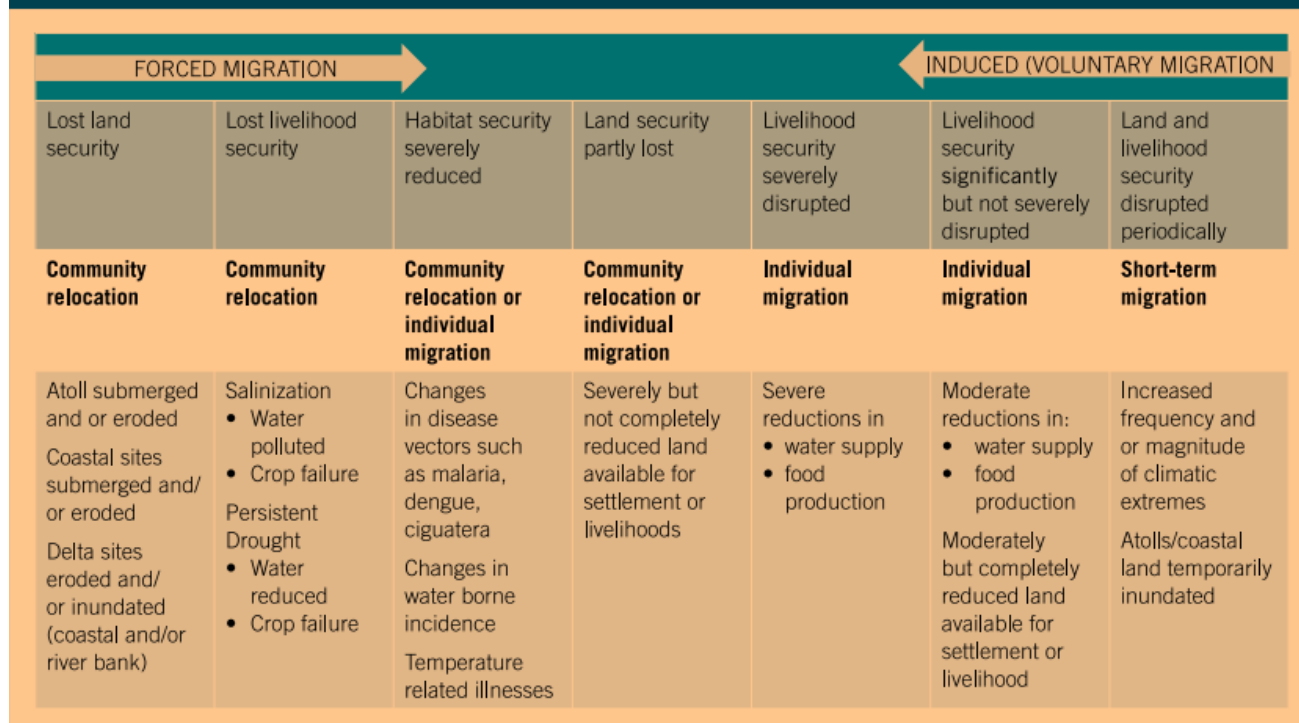 FORCED MIGRATION
INDUCED (VOLUNTARY MIGRATION
Lost land
security
Lost livelihood
security
Habitat security
severely
reduced
Land security
partly lost
Livelihood
security
severely
disrupted
Livelihood
security
significantly
but not severely
disrupted
Land and
livelihood
security
disrupted
periodically
Community
relocation
Community
relocation
Community
relocation or
individual
migration
Community
relocation or
individual
migration
Individual
migration
Individual
migration
Short-term
migration
Atoll submerged
and or eroded
Coastal sites
submerged and/
or eroded
Delta sites
eroded and/
or inundated
(coastal and/or
river bank)
Salinization
• Water
polluted
• Crop failure
Persistent
Drought
• Water
reduced
• Crop failure
Changes
in disease
vectors such
as malaria,
dengue,
ciguatera
Changes in
water borne
incidence
Temperature
related illnesses
Severely but
not completely
reduced land
available for
settlement or
livelihoods
Severe
reductions in
• water supply
• food
production
Moderate
reductions in:
• water supply
• food
production
Moderately
but completely
reduced land
available for
settlement or
livelihood
Increased
frequency and
or magnitude
of climatic
extremes
Atolls/coastal
land temporarily
inundated